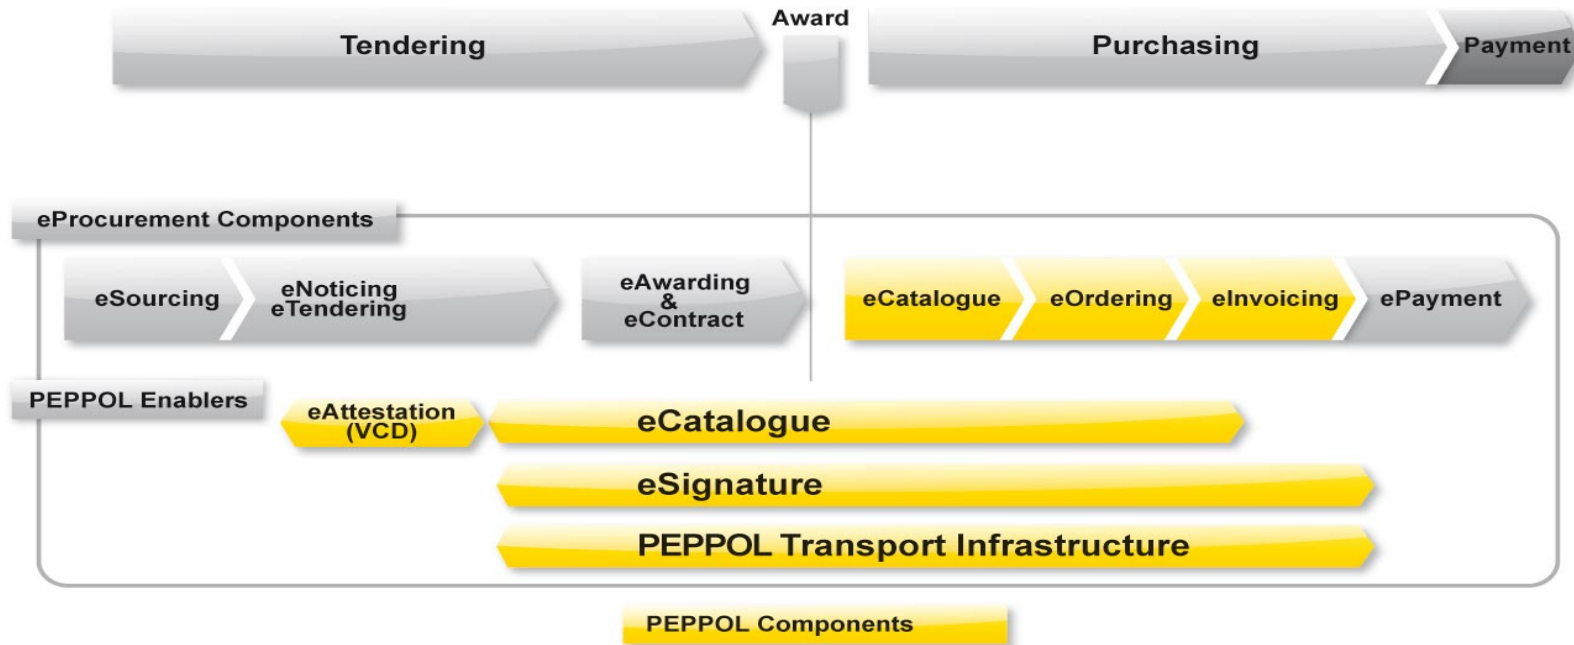 Tendering
Award
Purchasing
Payment
eProcurement Components
eSourcing
eNoticing
eTendering
eAwarding
&
eContract
eCatalogue
eOrdering
eInvoicing
ePayment
PEPPOL Enablers
eAttestation
(VCD)
eCatalogue
eSignature
PEPPOL Transport Infrastructure
PEPPOL Components